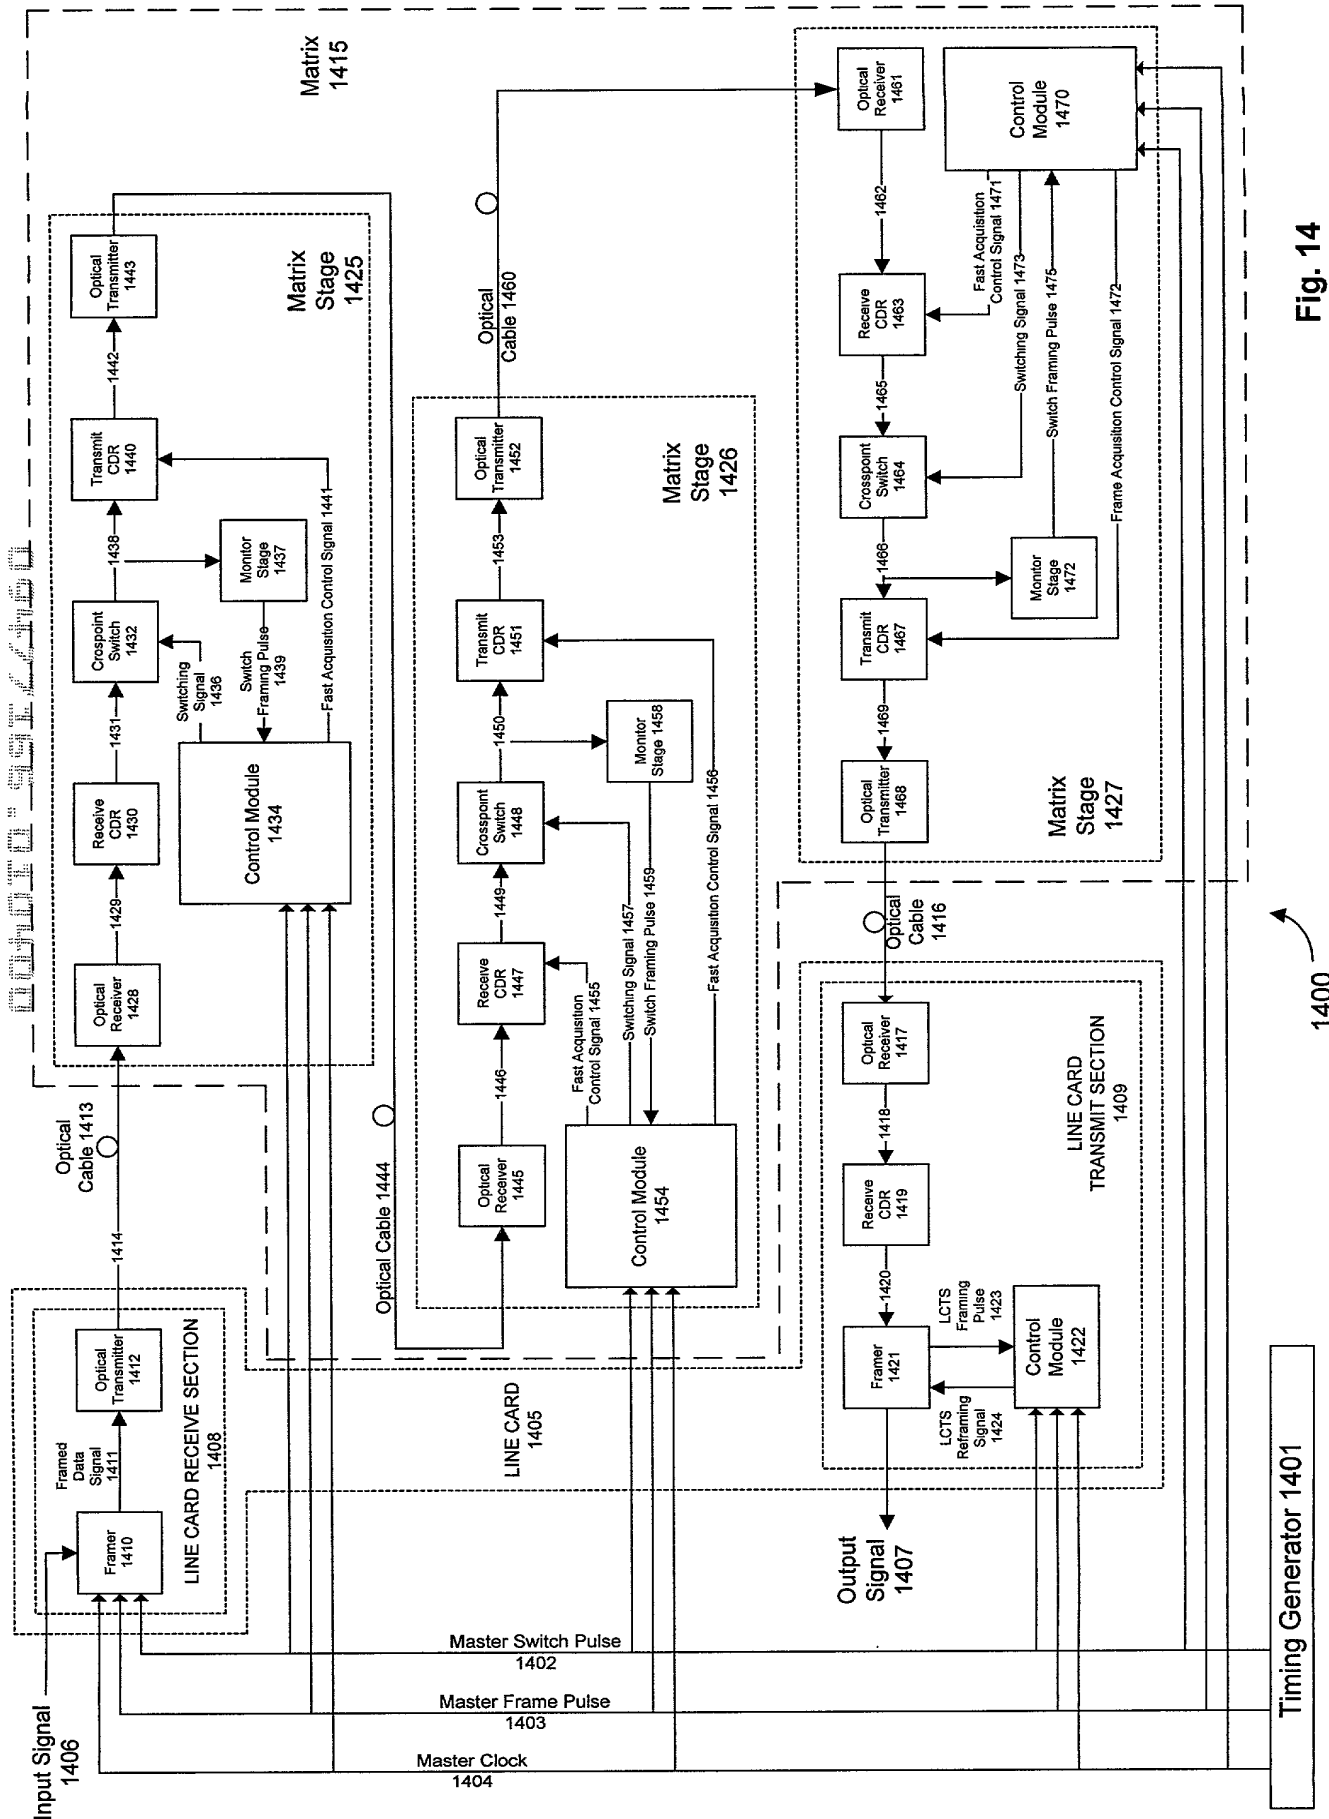 Matrix
1415
Optical
Transmitter
1443
1442
Transmit
CDR
1440
1438
Monitor
Stage
1437
Crospoint
Switch
1432
1431
Receive
CDR
1430
1429
Optical
Receiver
1428
Switching
Signal
1436
Switch
Framing Pulse
1439
Fast Acquisition Control Signal 1441
Control Module
1434
Matrix
Stage
1425
Optical
Cable 1413
1414
Optical
Transmitter
1412
Framed
Data
Signal
1411
Framer
1410
LINE CARD RECEIVE SECTION
1408
Input Signal
1406
Optical Cable 1444
Optical
Cable 1460
Optical
Transmitter
1452
1453
Transmit
CDR
1451
1450
Monitor
Stage 1458
Crosspoint
Switch
1448
1449
Receive
CDR
1447
1446
Optical
Receiver
1445
Fast Acquisition
Control Signal 1455
Switching Signal 1457
Switch Framing Pulse 1459
Fast Acquisition Control Signal 1456
Control Module
1454
Matrix
Stage
1426
LINE CARD
1405
Optical
Receiver
1461
1462
Receive
CDR
1463
1465
Crosspoint
Switch
1464
1466
Transmit
CDR
1467
1469
Optical
Transmitter
1468
Control
Module
1470
Fast Acquisition
Control Signal 1471
Switching Signal 1473
Switch Framing Pulse 1475
Frame Acquisition Control Signal 1472
Monitor
Stage
1472
Matrix
Stage
1427
Optical
Cable
1416
Optical
Receiver
1417
1418
Receive
CDR
1419
1420
Framer
1421
LCTS
Framing
Pulse
1423
LCTS
Reframing
Signal
1424
Control
Module
1422
LINE CARD
TRANSMIT SECTION
1409
Output
Signal
1407
Master Switch Pulse
1402
Master Frame Pulse
1403
Master Clock
1404
Timing Generator 1401
1400
Fig. 14